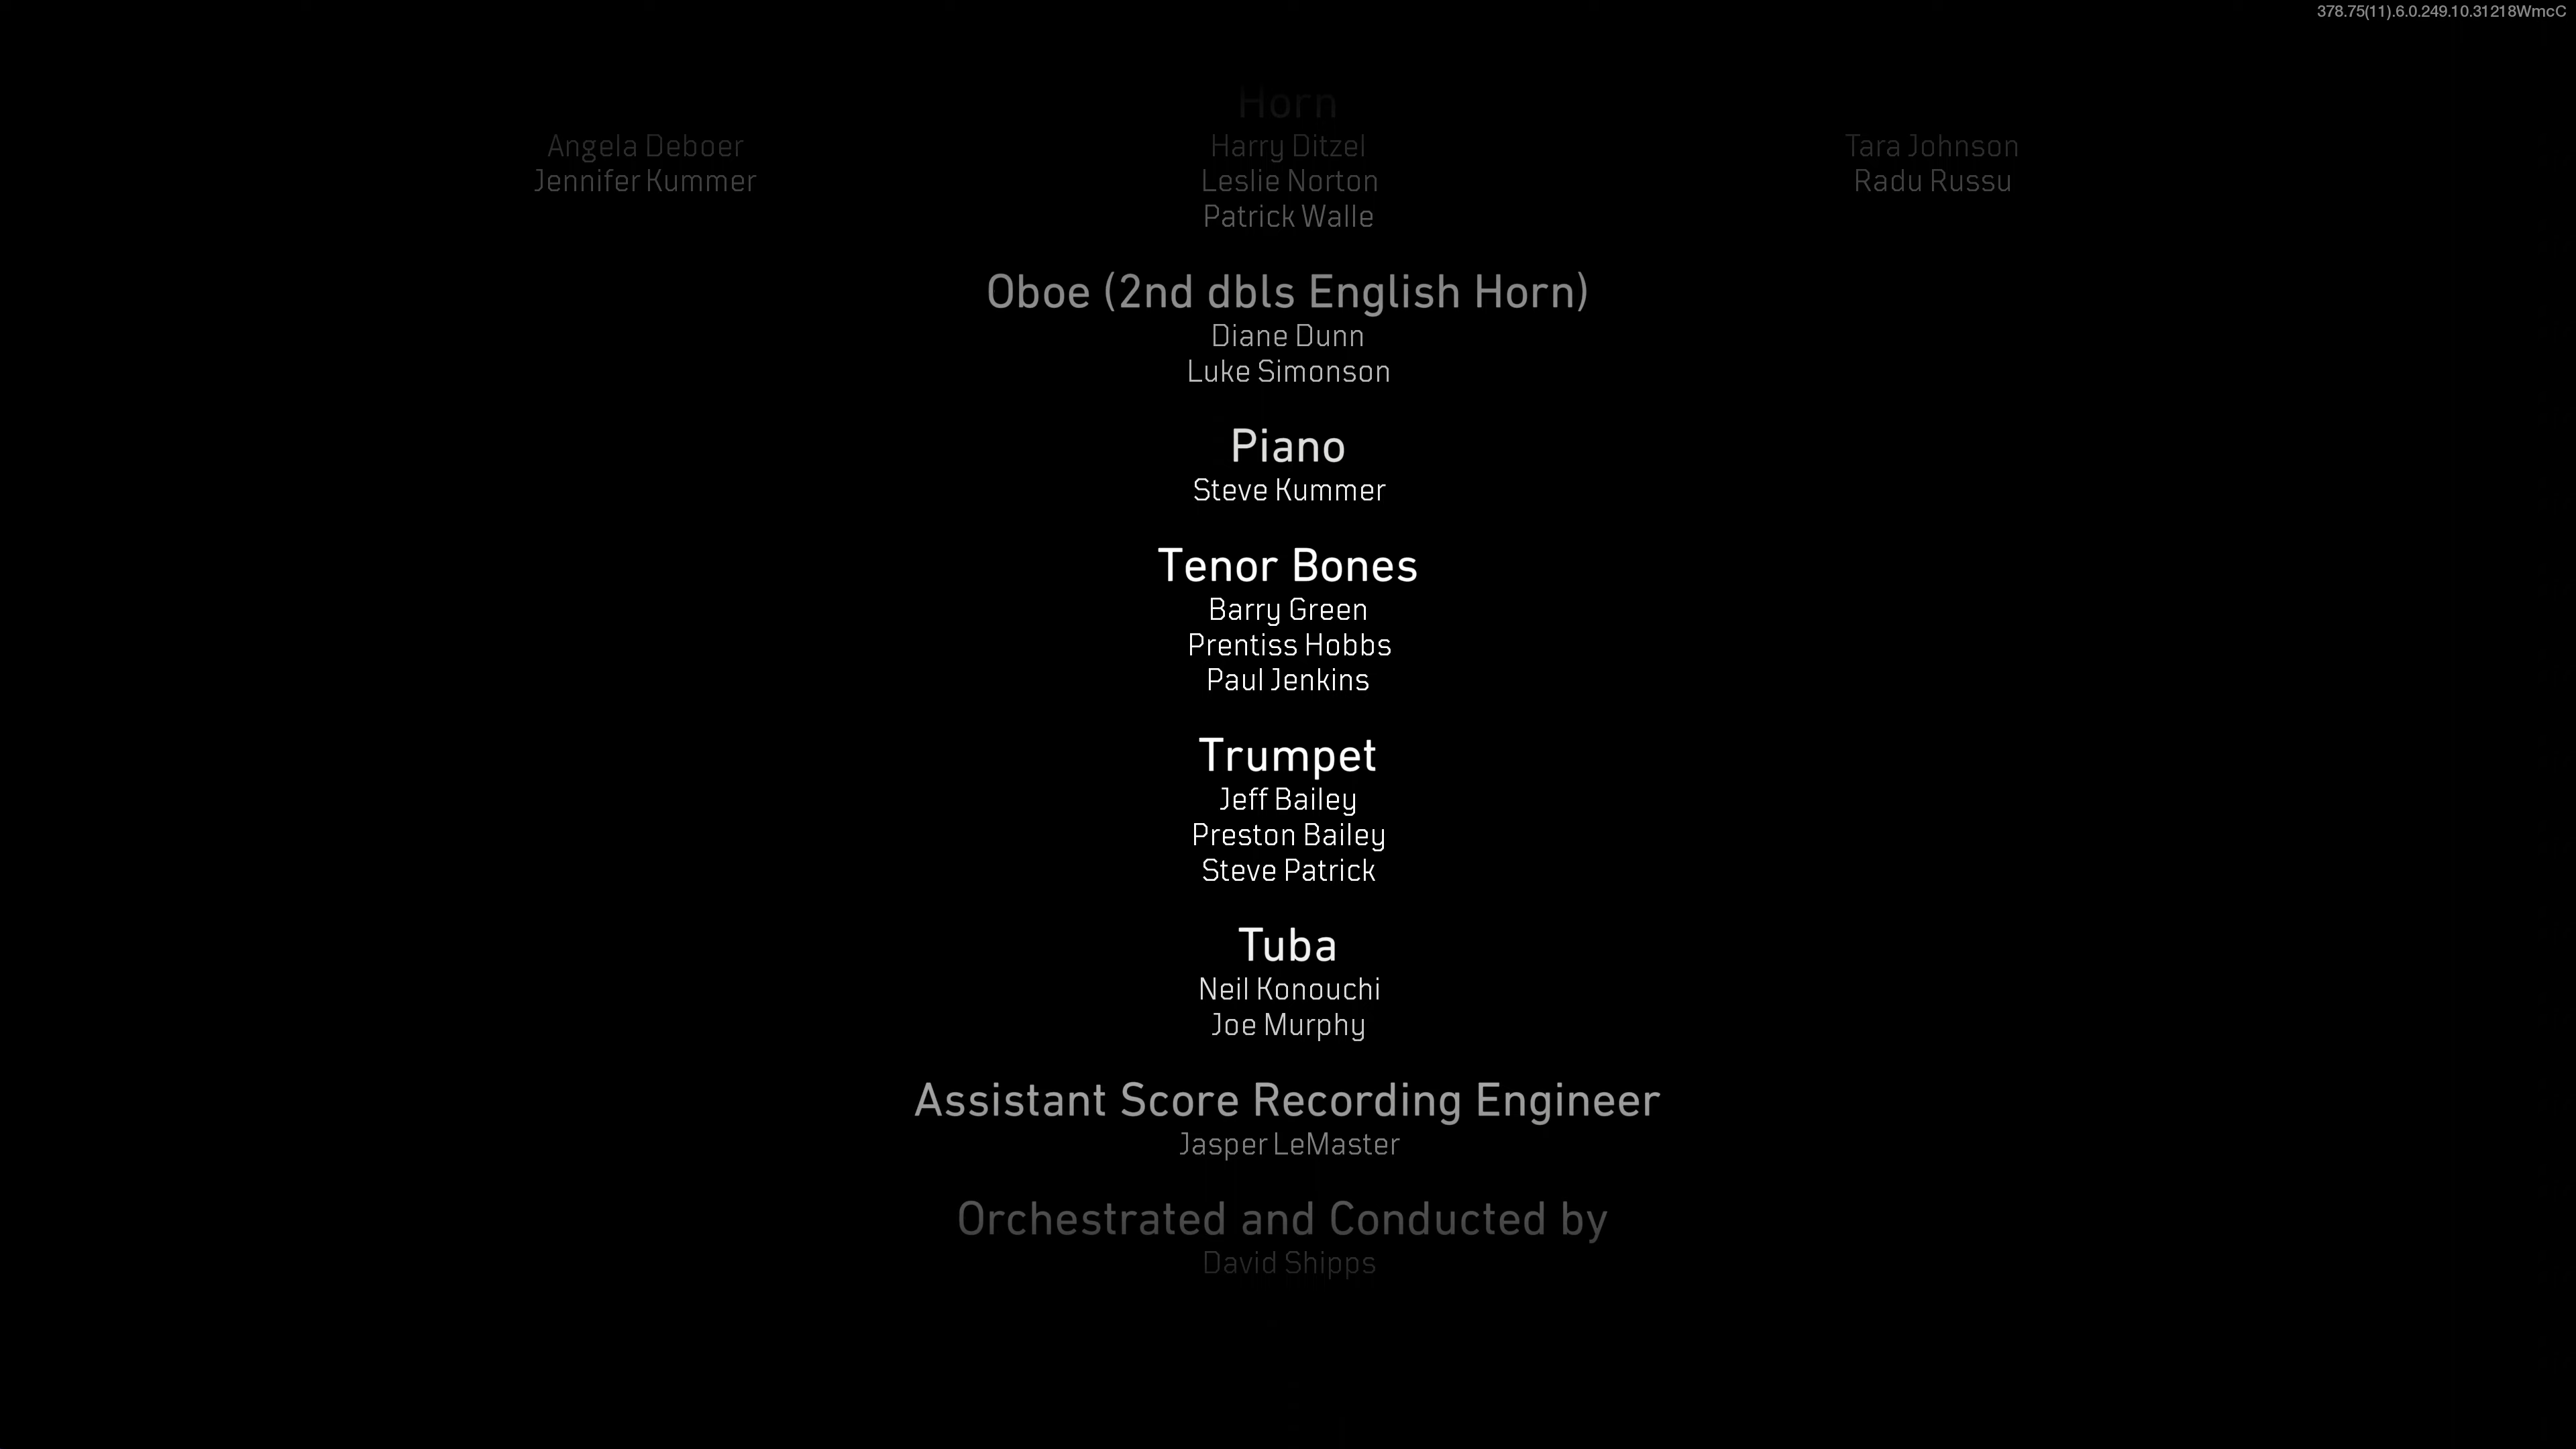 378.75(11).6.0.249.10.31218WmcC
Horn
Angela Deboer Harry Ditzel Tara Johnson
Jennifer Kummer Leslie Norton Radu Russu
Patrick Walle
Oboe (2nd dbls English Horn)
Diane Dunn
Luke Simonson
Piano
Steve Kummer
Tenor Bones
Barry Green
Prentiss Hobbs
Paul Jenkins
Trumpet
Jeff Bailey
Preston Bailey
Steve Patrick
Tuba
Neil Konouchi
Joe Murphy
Assistant Score Recording Engineer
Jasper LeMaster
Orchestrated and Conducted by
David Shipps